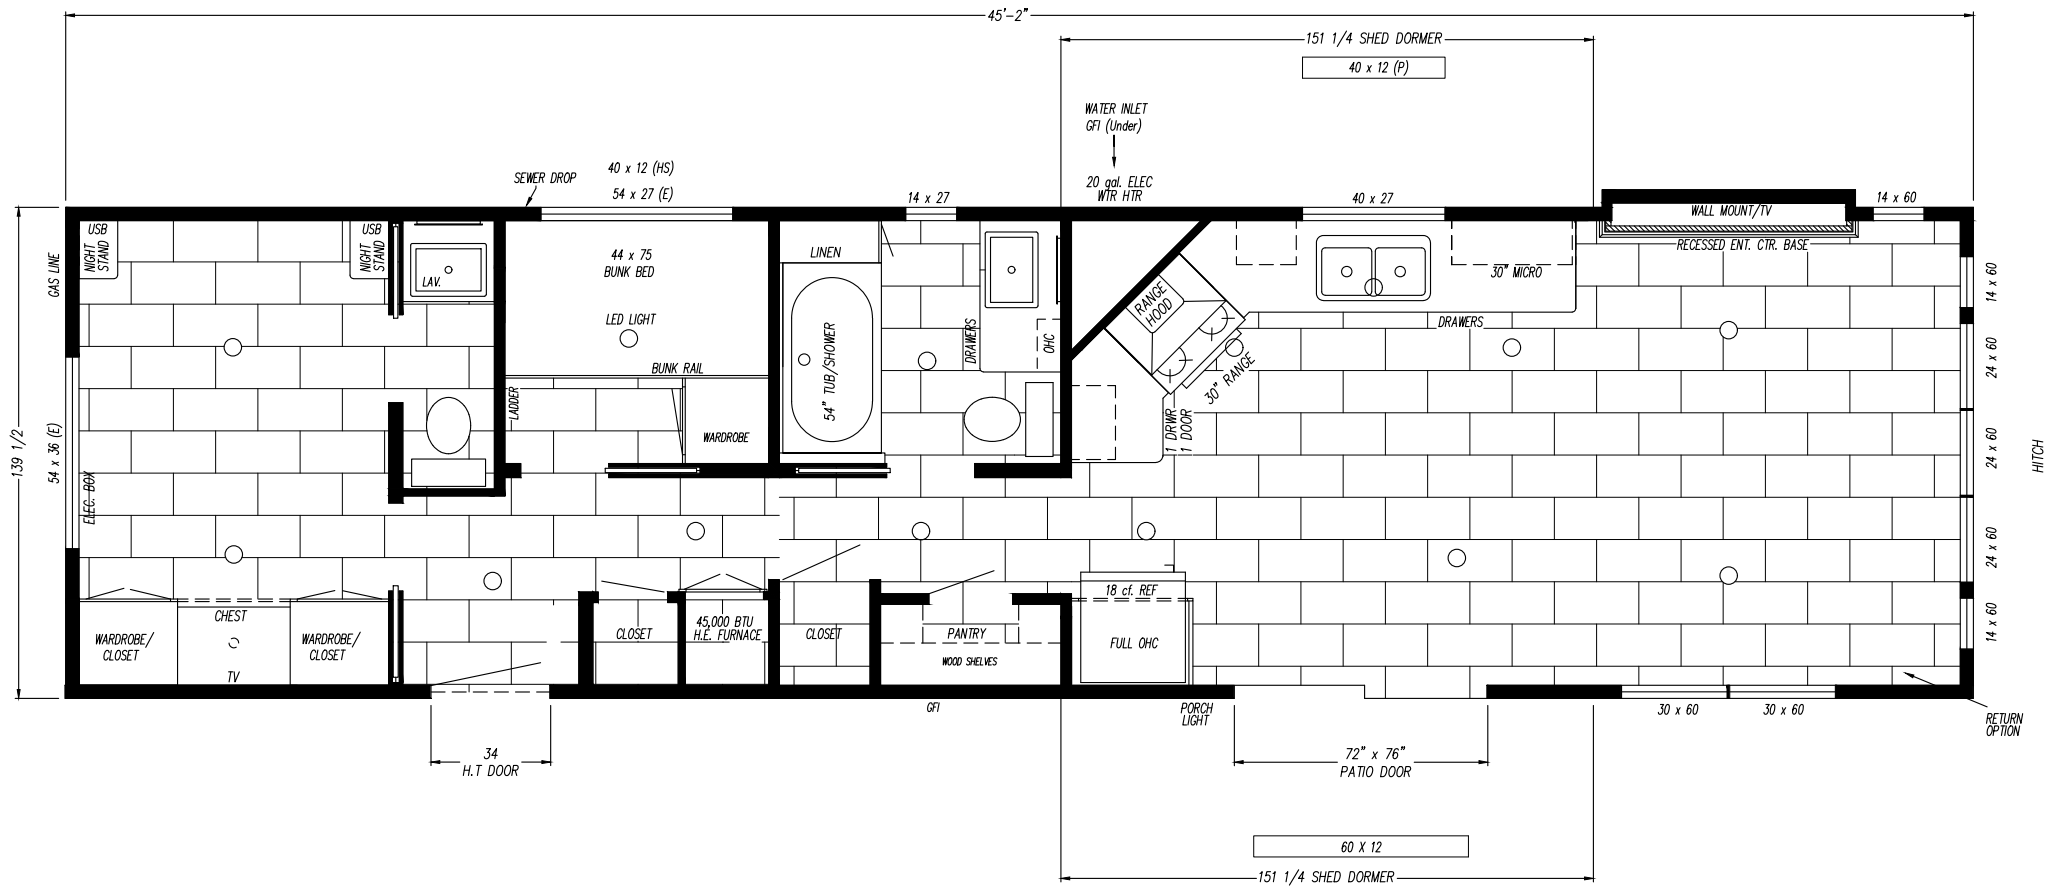 45'-2"
151 1/4 SHED DORMER
40 x 12 (P)
WATER INLET
GFI (Under)
20 gal. ELEC
WTR HTR
40 x 12 (HS)
54 x 27 (E)
SEWER DROP
14 x 27
40 x 27
14 x 60
WALL MOUNT/TV
RECESSED ENT. CTR. BASE
USB
NIGHT
STAND
USB
NIGHT
STAND
GAS LINE
LAV.
44 x 75
BUNK BED
LED LIGHT
BUNK RAIL
LADDER
WARDROBE
LINEN
54" TUB/SHOWER
DRAWERS
OHC
RANGE
HOOD
30" RANGE
1 DRWR
1 DOOR
30" MICRO
DRAWERS
14 x 60
24 x 60
24 x 60
24 x 60
14 x 60
HITCH
139 1/2
54 x 36 (E)
ELEC. BOX
WARDROBE/
CLOSET
CHEST
TV
WARDROBE/
CLOSET
CLOSET
45,000 BTU
H.E. FURNACE
CLOSET
PANTRY
WOOD SHELVES
18 cf. REF
FULL OHC
GFI
PORCH
LIGHT
30 x 60
30 x 60
RETURN
OPTION
34
H.T DOOR
72" x 76"
PATIO DOOR
60 X 12
151 1/4 SHED DORMER